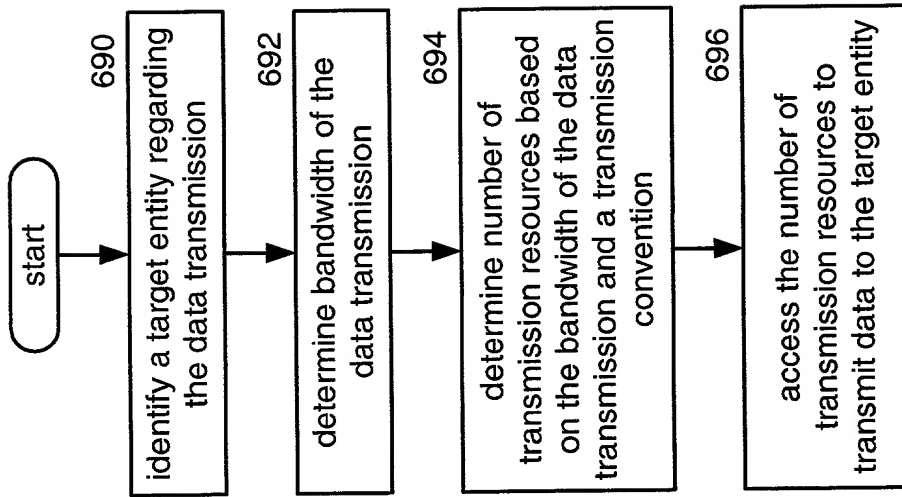 start
690
identify a target entity regarding
the data transmission
692
determine bandwidth of the
data transmission
694
determine number of
transmission resources based
on the bandwidth of the data
transmission and a transmission
convention
696
access the number of
transmission resources to
transmit data to the target entity